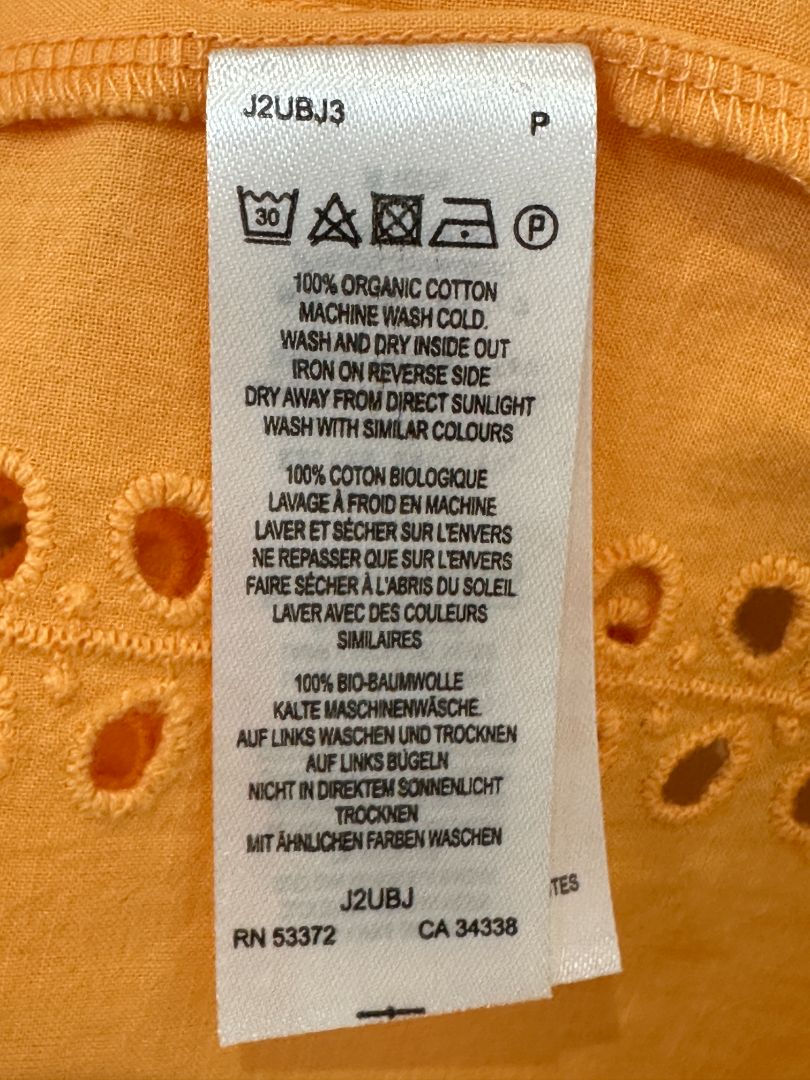 J2UBJ3
P
30 P
100% ORGANIC COTTON
MACHINE WASH COLD.
WASH AND DRY INSIDE OUT
IRON ON REVERSE SIDE
DRY AWAY FROM DIRECT SUNLIGHT
WASH WITH SIMILAR COLOURS
100% COTON BIOLOGIQUE
LAVAGE À FROID EN MACHINE
LAVER ET SÉCHER SUR L'ENVERS
NE REPASSER QUE SUR L'ENVERS
FAIRE SÉCHER À L'ABRIS DU SOLEIL
LAVER AVEC DES COULEURS
SIMILAIRES
100% BIO-BAUMWOLLE
KALTE MASCHINENWÄSCHE.
AUF LINKS WASCHEN UND TROCKNEN
AUF LINKS BÜGELN
NICHT IN DIREKTEM SONNENLICHT
TROCKNEN
MIT ÄHNLICHEN FARBEN WASCHEN
J2UBJ
RN 53372 CA 34338